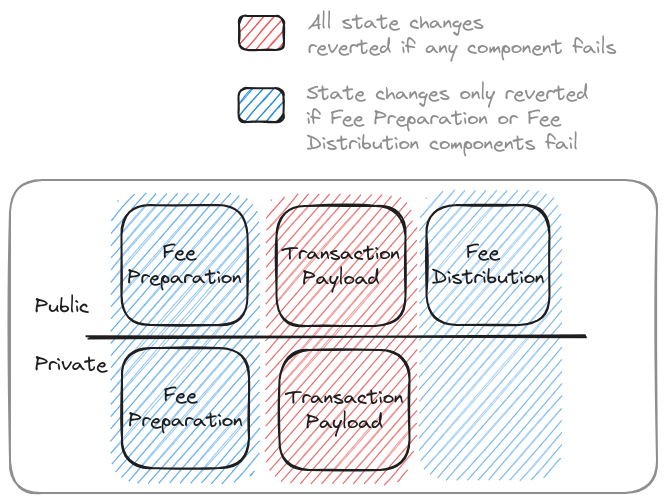 All state changes
reverted if any component fails
State changes only reverted
if Fee Preparation or Fee
Distribution components fail
Fee
Preparation
Transaction
Payload
Fee
Distribution
Public
Private
Fee
Preparation
Transaction
Payload